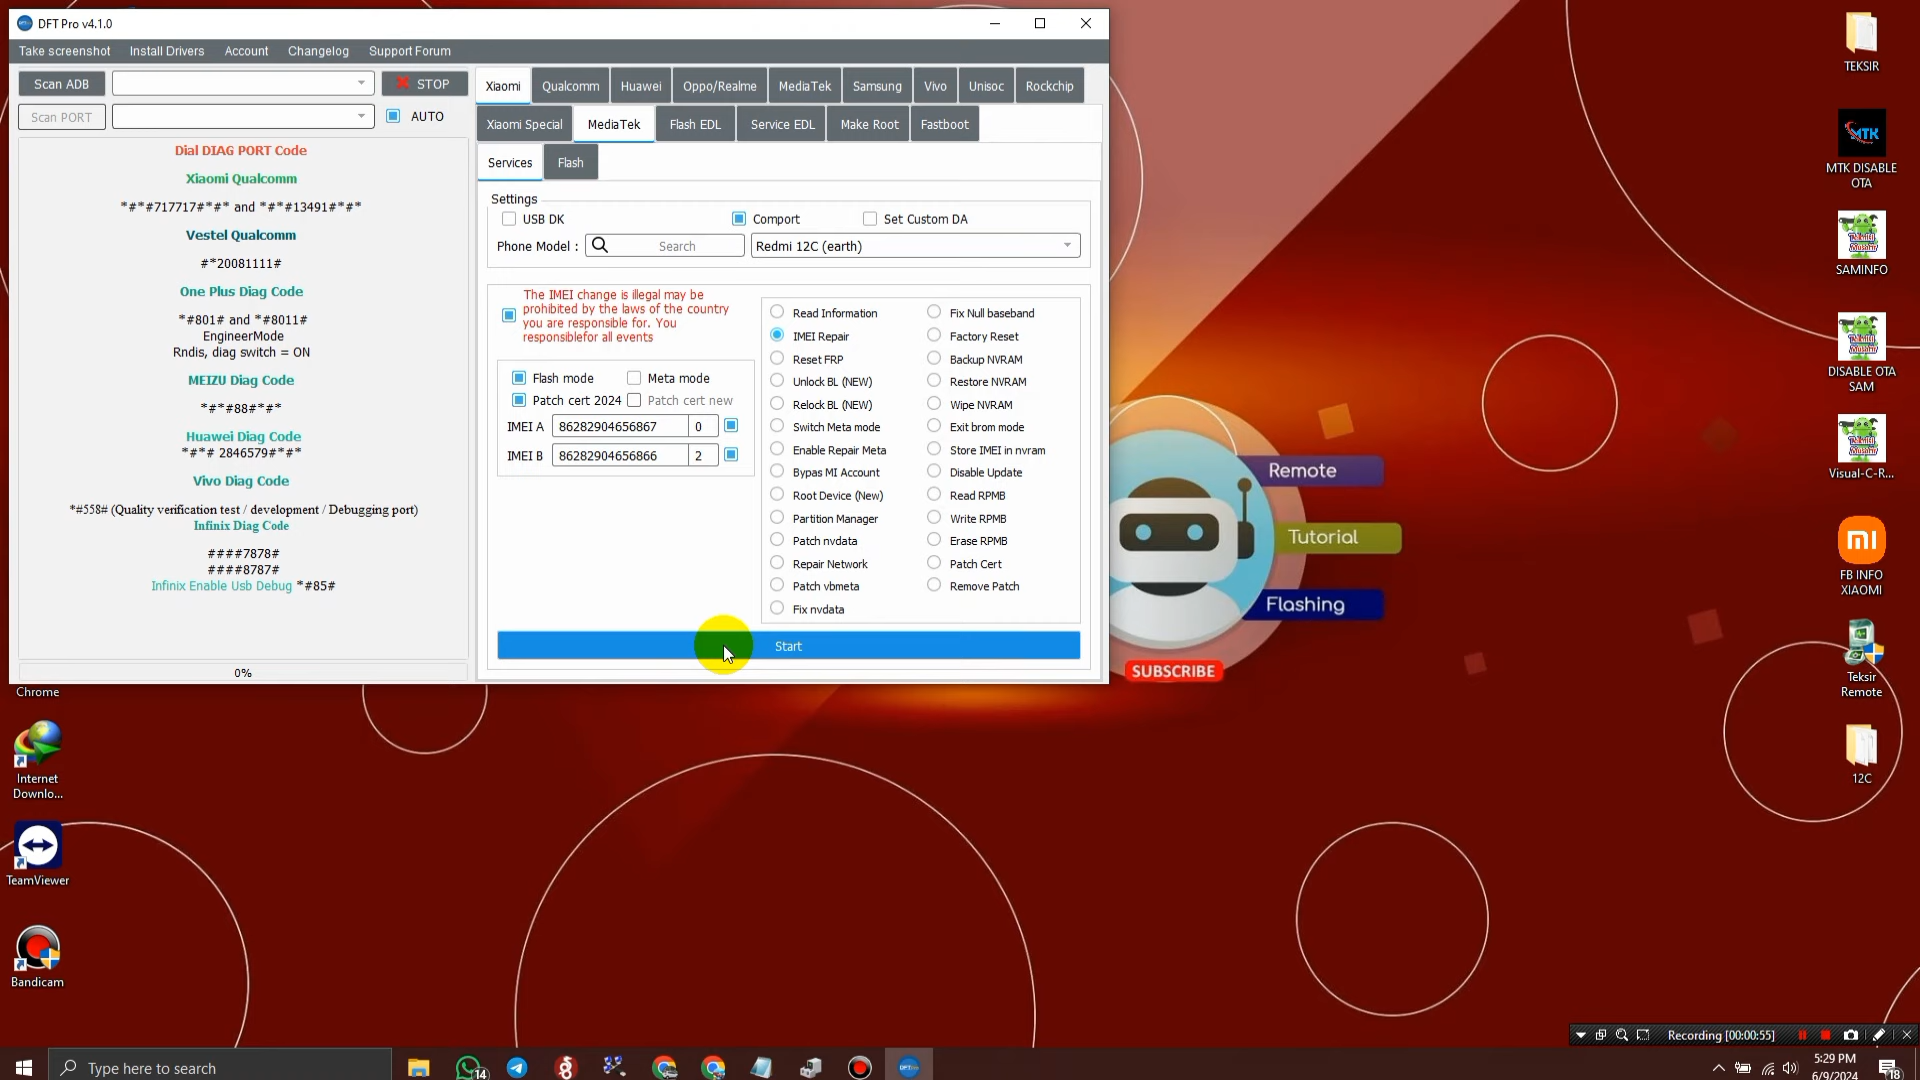 DFT Pro v4.1.0
Take screenshot Install Drivers Account Changelog Support Forum
Scan ADB STOP
Scan PORT AUTO
Dial DIAG PORT Code
Xiaomi Qualcomm
*#*#717717#*#* and *#*#13491#*#*
Vestel Qualcomm
#*20081111#
One Plus Diag Code
*#801# and *#8011#
EngineerMode
Rndis, diag switch = ON
MEIZU Diag Code
*#*#88#*#*
Huawei Diag Code
*#*# 2846579#*#*
Vivo Diag Code
*#558# (Quality verification test / development / Debugging port)
Infinix Diag Code
####7878#
####8787#
Infinix Enable Usb Debug *#85#
0%
Xiaomi Qualcomm Huawei Oppo/Realme MediaTek Samsung Vivo Unisoc Rockchip
Xiaomi Special MediaTek Flash EDL Service EDL Make Root Fastboot
Services Flash
Settings
USB DK Comport Set Custom DA
Phone Model : Search Redmi 12C (earth)
The IMEI change is illegal may be
prohibited by the laws of the country
you are responsible for. You
responsiblefor all events
Flash mode Meta mode
Patch cert 2024 Patch cert new
IMEI A 86282904656867 0
IMEI B 86282904656866 2
Read Information Fix Null baseband
IMEI Repair Factory Reset
Reset FRP Backup NVRAM
Unlock BL (NEW) Restore NVRAM
Relock BL (NEW) Wipe NVRAM
Switch Meta mode Exit brom mode
Enable Repair Meta Store IMEI in nvram
Bypas MI Account Disable Update
Root Device (New) Read RPMB
Partition Manager Write RPMB
Patch nvdata Erase RPMB
Repair Network Patch Cert
Patch vbmeta Remove Patch
Fix nvdata
Start
Remote
Tutorial
Flashing
SUBSCRIBE
Chrome
Internet
Downlo...
TeamViewer
Bandicam
TEKSIR
MTK
MTK DISABLE
OTA
SAMINFO
DISABLE OTA
SAM
Visual-C-R...
FB INFO
XIAOMI
Teksir
Remote
12C
Recording [00:00:55]
Type here to search
14
5:29 PM
6/9/2024
18